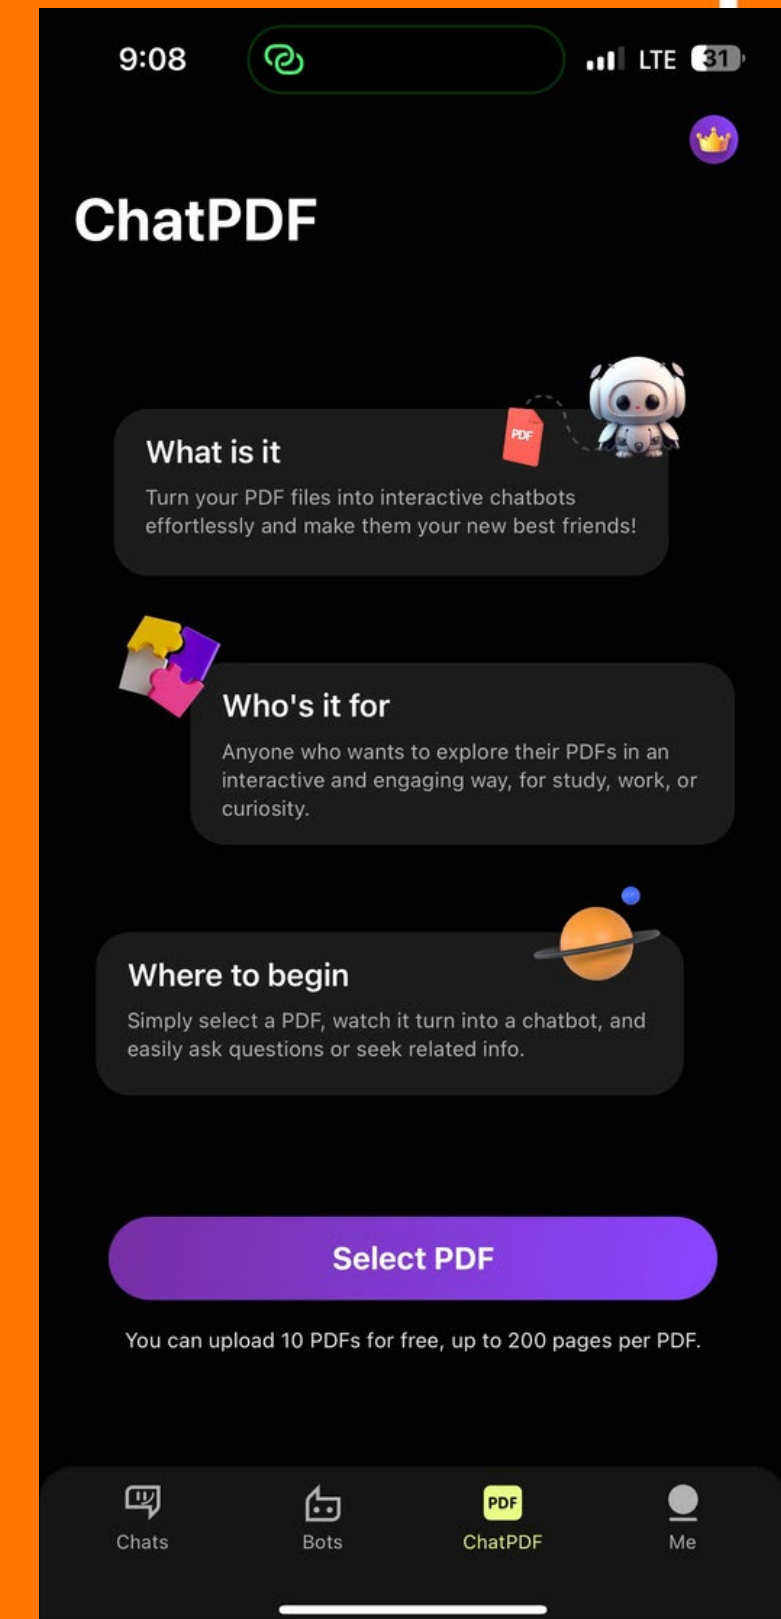 9:08
LTE 31
ChatPDF
PDF
What is it
Turn your PDF files into interactive chatbots
effortlessly and make them your new best friends!
Who's it for
Anyone who wants to explore their PDFs in an
interactive and engaging way, for study, work, or
curiosity.
Where to begin
Simply select a PDF, watch it turn into a chatbot, and
easily ask questions or seek related info.
Select PDF
You can upload 10 PDFs for free, up to 200 pages per PDF.
PDF
Chats Bots ChatPDF Me